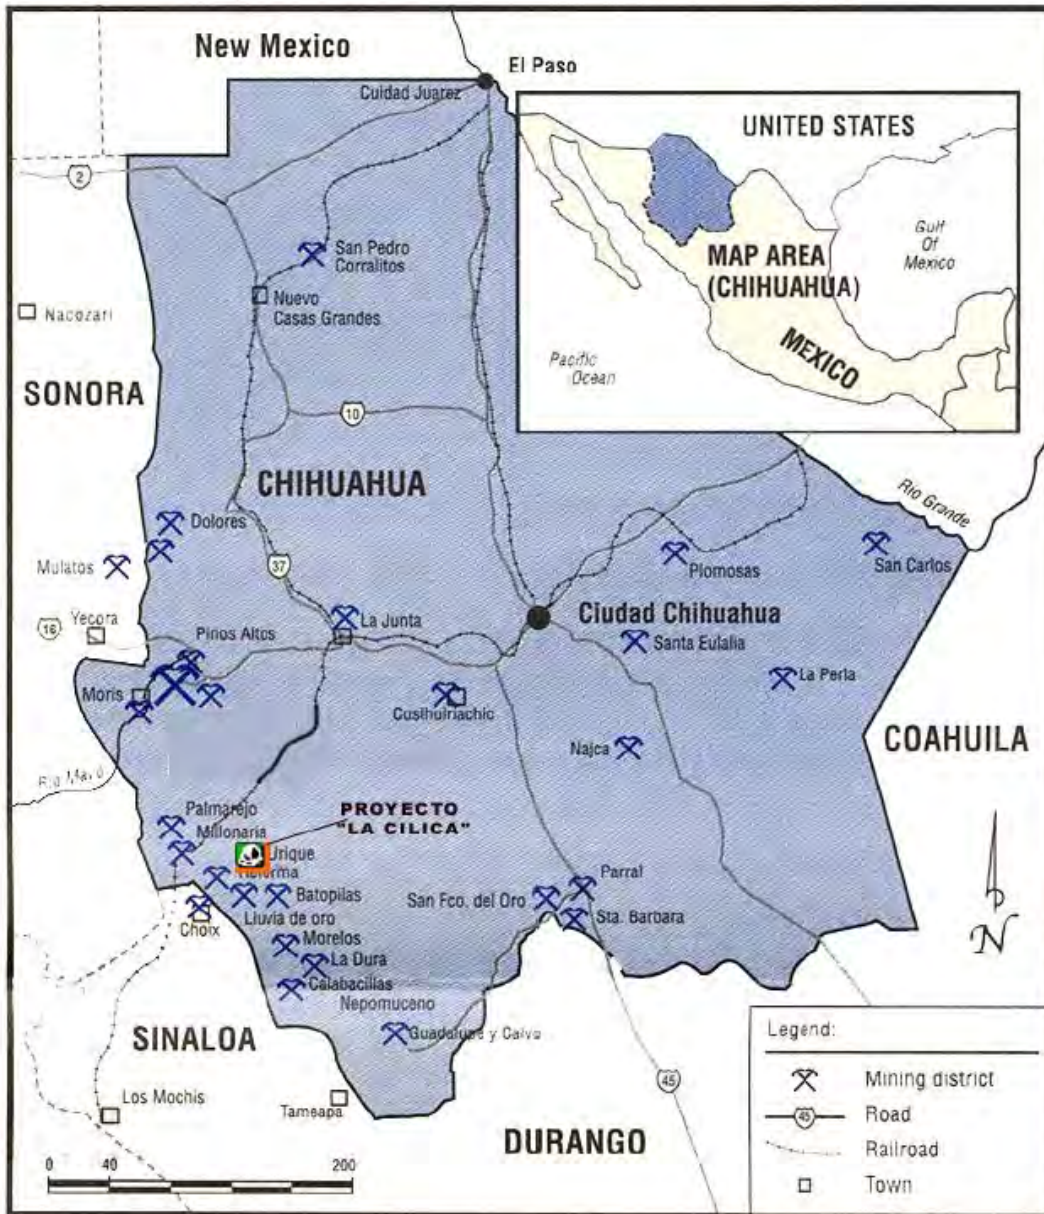 New Mexico
El Paso
Cuidad Juarez
UNITED STATES
Gulf
Of
Mexico
MAP AREA
(CHIHUAHUA)
MEXICO
Pacific
Ocean
2
San Pedro
Corralitos
Nuevo
Casas Grandes
Nacozari
SONORA
10
CHIHUAHUA
Rio Grande
Dolores
Mulatos
37
Plomosas
San Carlos
16
Yecora
La Junta
Ciudad Chihuahua
Pinos Altos
Santa Eulalia
La Perla
Moris
Cusihuiriachic
COAHUILA
Najca
Rio Mayo
Palmarejo
PROYECTO
"LA CILICA"
Millonaria
Urique
Reforma
Parral
Batopilas
San Fco. del Oro
Lluvia de oro
Sta. Barbara
Choix
Morelos
La Dura
Calabacillas
Nepomuceno
N
SINALOA
Guadalupe y Calvo
Los Mochis
Tameapa
45
DURANGO
0 40 200
Legend:
Mining district
45 Road
Railroad
Town